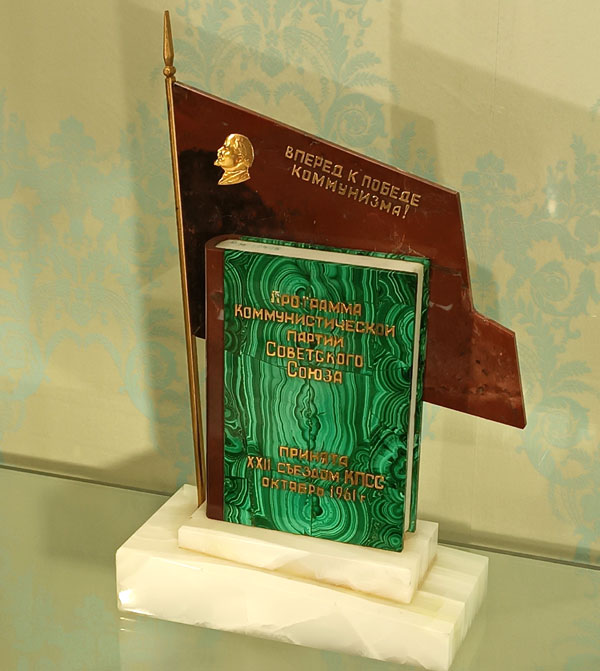 ВПЕРЕД К ПОБЕДЕ
КОММУНИЗМА!
ПРОГРАММА
КОММУНИСТИЧЕСКОЙ
ПАРТИИ
СОВЕТСКОГО
СОЮЗА
ПРИНЯТА
XXII СЪЕЗДОМ КПСС
ОКТЯБРЬ 1961 г.